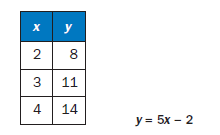 x y
2 8
3 11
4 14
y = 5x – 2